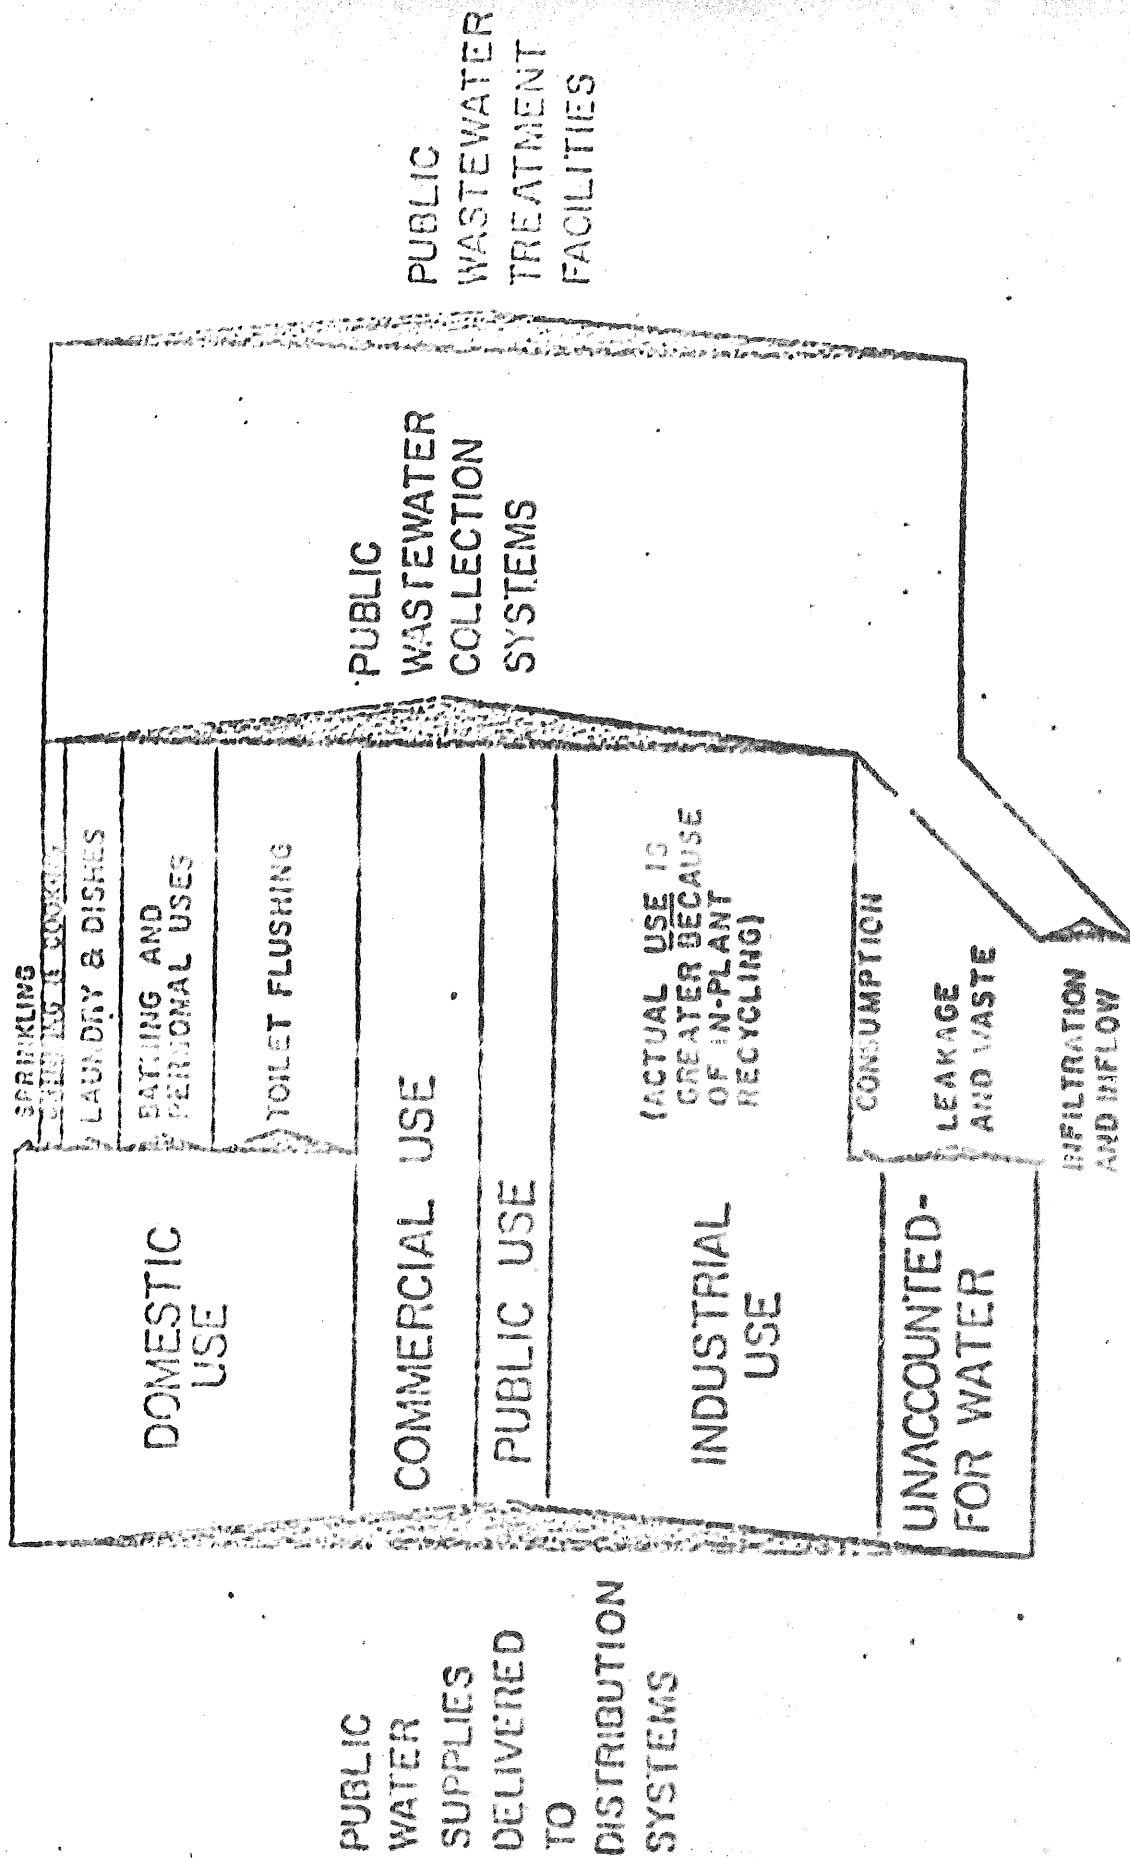 PUBLIC
WATER
SUPPLIES
DELIVERED
TO
DISTRIBUTION
SYSTEMS
DOMESTIC
USE
COMMERCIAL USE
PUBLIC USE
INDUSTRIAL
USE
UNACCOUNTED-
FOR WATER
SPRINKLING
LAUNDRY & DISHES
BATHING AND
PERSONAL USES
TOILET FLUSHING
(ACTUAL USE IS
GREATER BECAUSE
OF IN-PLANT
RECYCLING)
CONSUMPTION
LEAKAGE
AND WASTE
INFILTRATION
AND INFLOW
PUBLIC
WASTEWATER
COLLECTION
SYSTEMS
PUBLIC
WASTEWATER
TREATMENT
FACILITIES